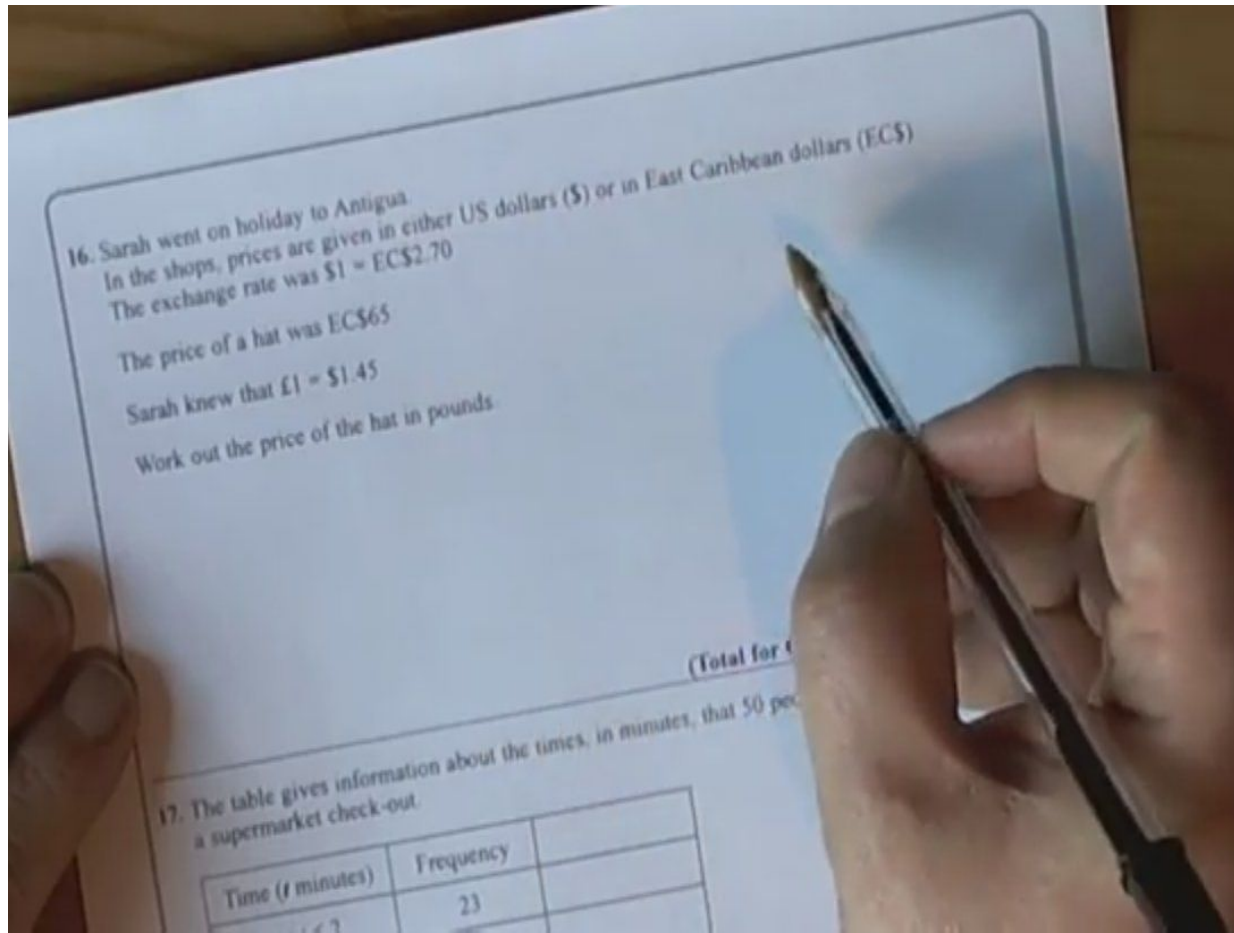 16. Sarah went on holiday to Antigua
In the shops, prices are given in either US dollars ($) or in East Caribbean dollars (EC$)
The exchange rate was $1 = EC$2.70
The price of a hat was EC$65
Sarah knew that £1 = $1.45
Work out the price of the hat in pounds
(Total for
17. The table gives information about the times, in minutes, that 50
a supermarket check-out.
Time (t minutes) Frequency
23